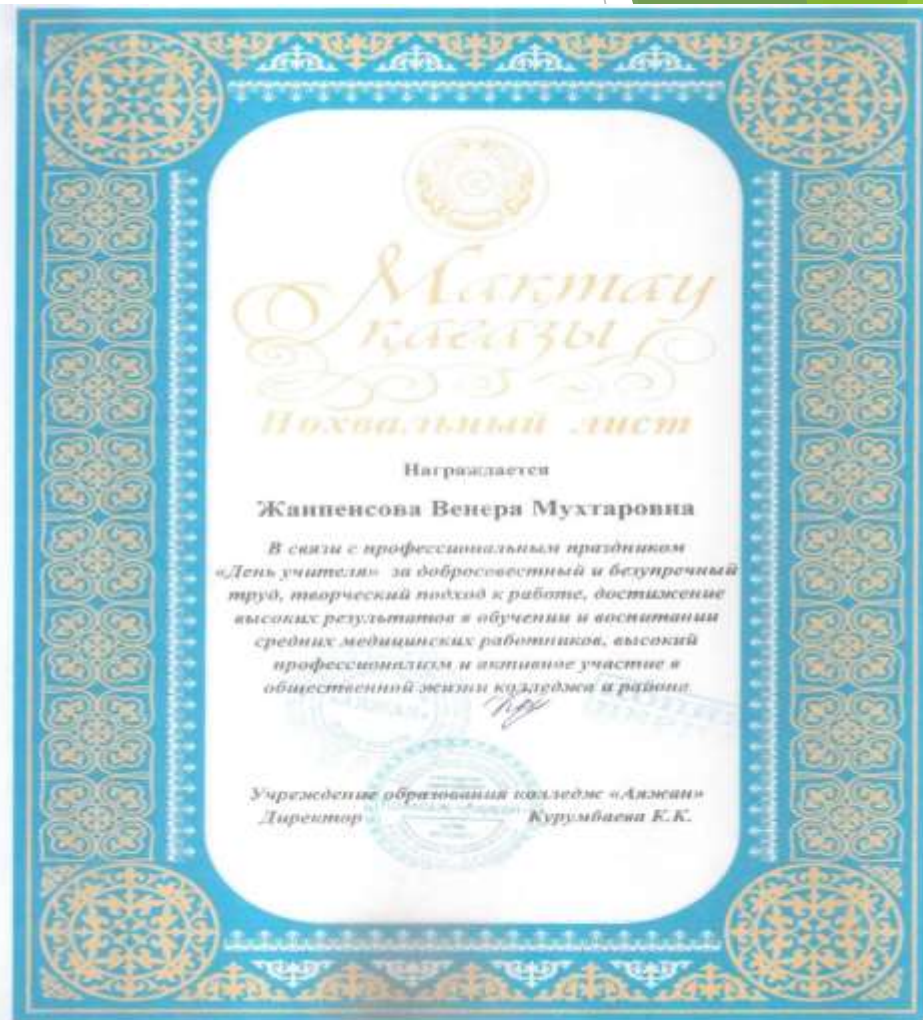 Мақтау
қағазы
Похвальный лист
Награждается
Жанпеисова Венера Мухтаровна
В связи с профессиональным праздником
«День учителя» за добросовестный и безупречный
труд, творческий подход к работе, достижение
высоких результатов в обучении и воспитании
средних медицинских работников, высокий
профессионализм и активное участие в
общественной жизни колледжа и района
Учреждение образования колледж «Аяжан»
Директор Курумбаева К.К.